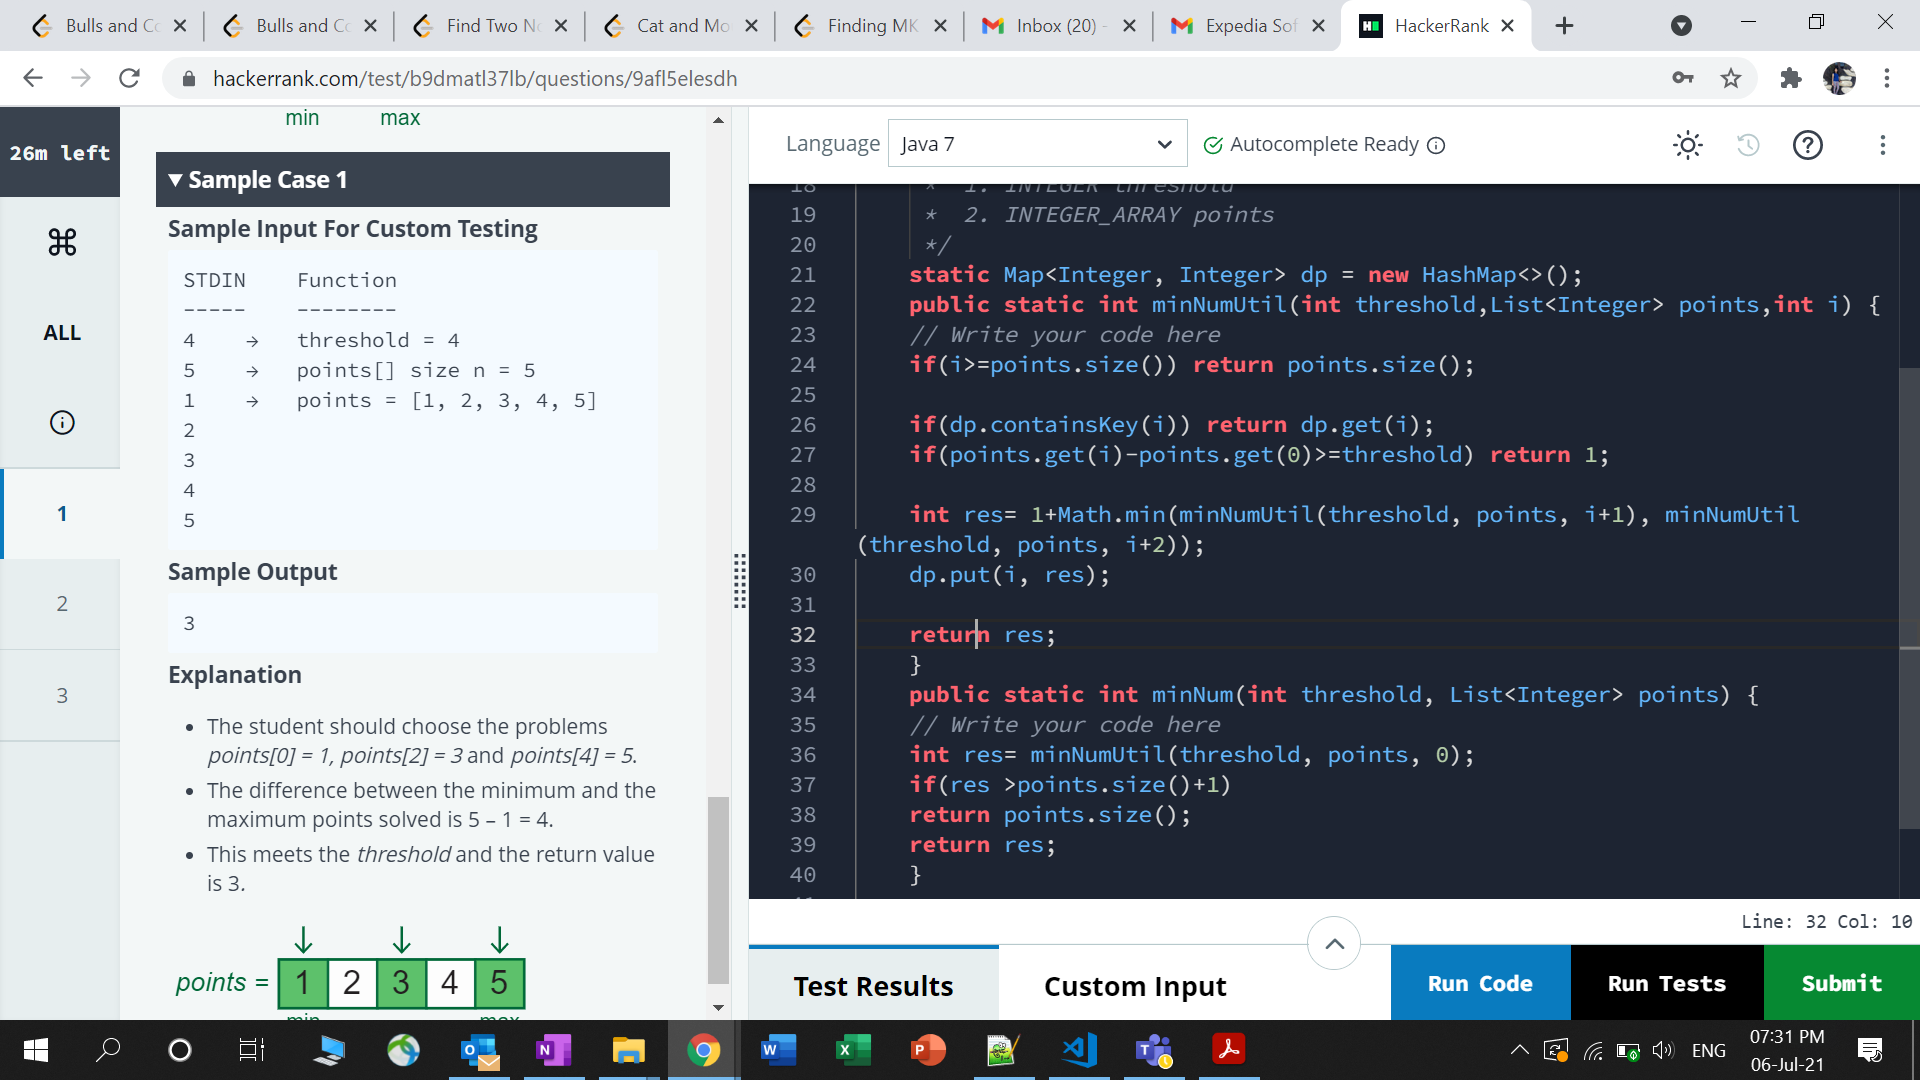 Bulls and Co
Bulls and Co
Find Two No
Cat and Mo
Finding MK
Inbox (20) -
Expedia Sof
HackerRank
hackerrank.com/test/b9dmatl37lb/questions/9afl5elesdh
min max
26m left
ALL
1
2
3
Sample Case 1
Sample Input For Custom Testing
STDIN Function
----- --------
4 → threshold = 4
5 → points[] size n = 5
1 → points = [1, 2, 3, 4, 5]
2
3
4
5
Sample Output
3
Explanation
• The student should choose the problems
points[0] = 1, points[2] = 3 and points[4] = 5.
• The difference between the minimum and the
maximum points solved is 5 – 1 = 4.
• This meets the threshold and the return value
is 3.
points = 1 2 3 4 5
min max
Language Java 7 Autocomplete Ready
18 * 1. INTEGER threshold
19 * 2. INTEGER_ARRAY points
20 */
21 static Map<Integer, Integer> dp = new HashMap<>();
22 public static int minNumUtil(int threshold,List<Integer> points,int i) {
23 // Write your code here
24 if(i>=points.size()) return points.size();
25
26 if(dp.containsKey(i)) return dp.get(i);
27 if(points.get(i)-points.get(0)>=threshold) return 1;
28
29 int res= 1+Math.min(minNumUtil(threshold, points, i+1), minNumUtil
(threshold, points, i+2));
30 dp.put(i, res);
31
32 return res;
33 }
34 public static int minNum(int threshold, List<Integer> points) {
35 // Write your code here
36 int res= minNumUtil(threshold, points, 0);
37 if(res >points.size()+1)
38 return points.size();
39 return res;
40 }
Line: 32 Col: 10
Test Results
Custom Input
Run Code
Run Tests
Submit
ENG
07:31 PM
06-Jul-21